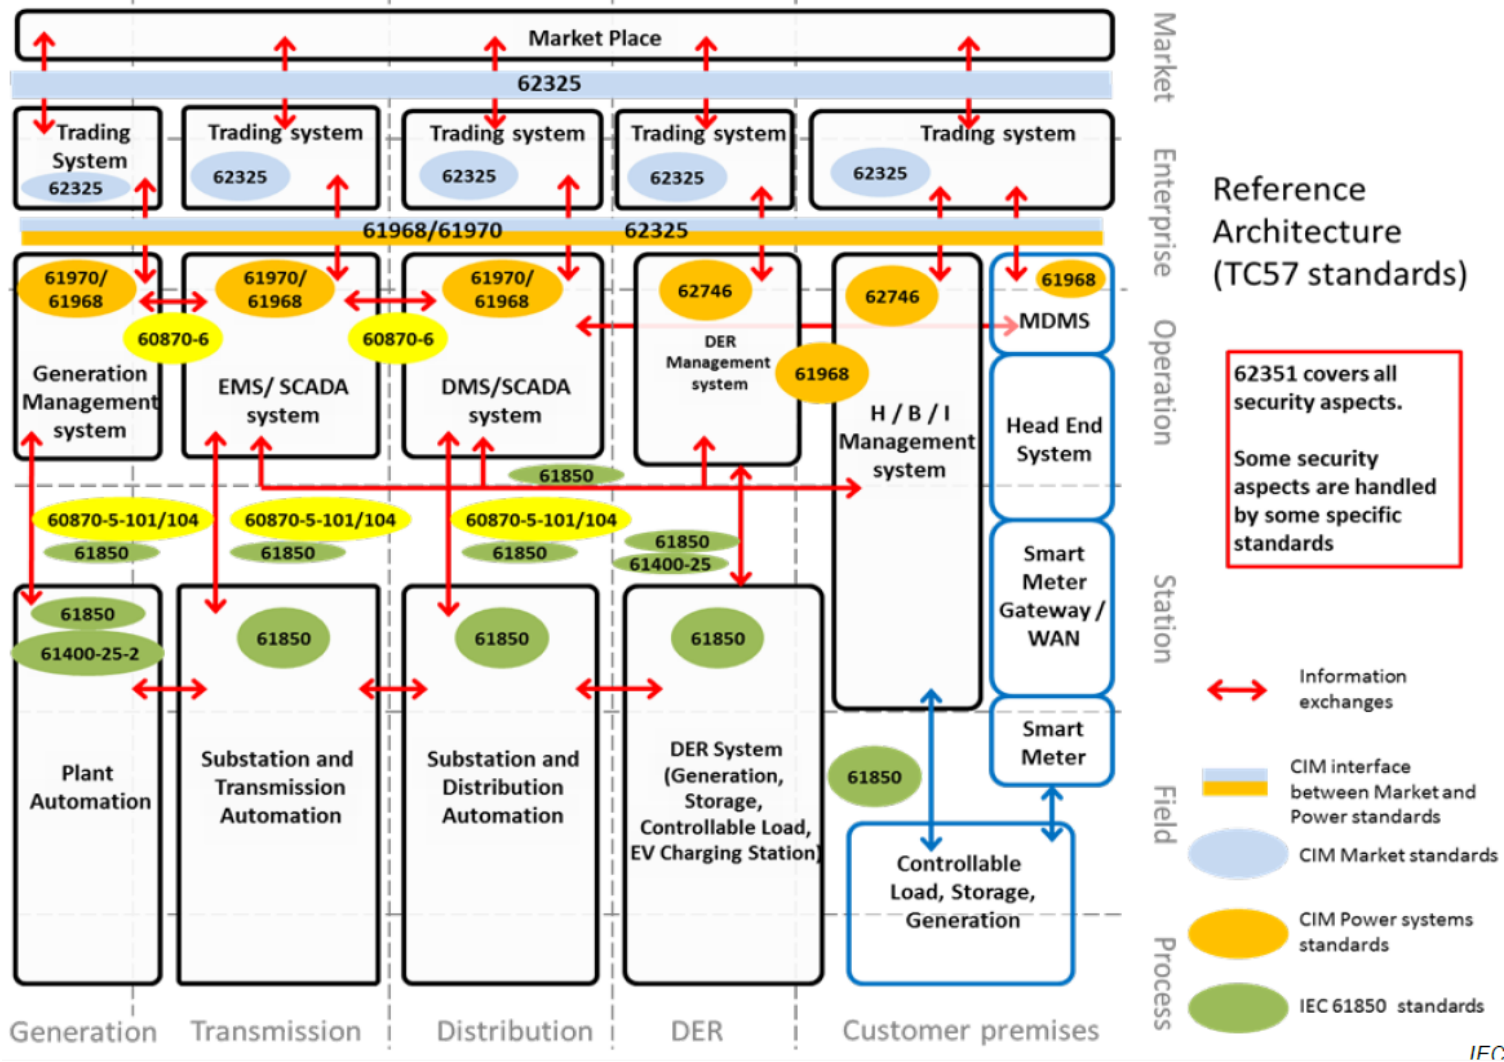 Market Place
62325
Trading
System
62325
Trading system
62325
Trading system
62325
Trading system
62325
Trading system
62325
61968/61970
62325
61970/
61968
61970/
61968
61970/
61968
62746
62746
61968
60870-6
60870-6
61968
Generation
Management
system
EMS/ SCADA
system
DMS/SCADA
system
DER
Management
system
H / B / I
Management
system
MDMS
Head End
System
Smart
Meter
Gateway /
WAN
Smart
Meter
61850
60870-5-101/104
61850
60870-5-101/104
61850
60870-5-101/104
61850
61850
61400-25
61850
61400-25-2
61850
61850
61850
61850
Plant
Automation
Substation and
Transmission
Automation
Substation and
Distribution
Automation
DER System
(Generation,
Storage,
Controllable Load,
EV Charging Station)
Controllable
Load, Storage,
Generation
Generation
Transmission
Distribution
DER
Customer premises
Market
Enterprise
Operation
Station
Field
Process
Reference
Architecture
(TC57 standards)
62351 covers all
security aspects.
Some security
aspects are handled
by some specific
standards
Information
exchanges
CIM interface
between Market and
Power standards
CIM Market standards
CIM Power systems
standards
IEC 61850 standards
IEC